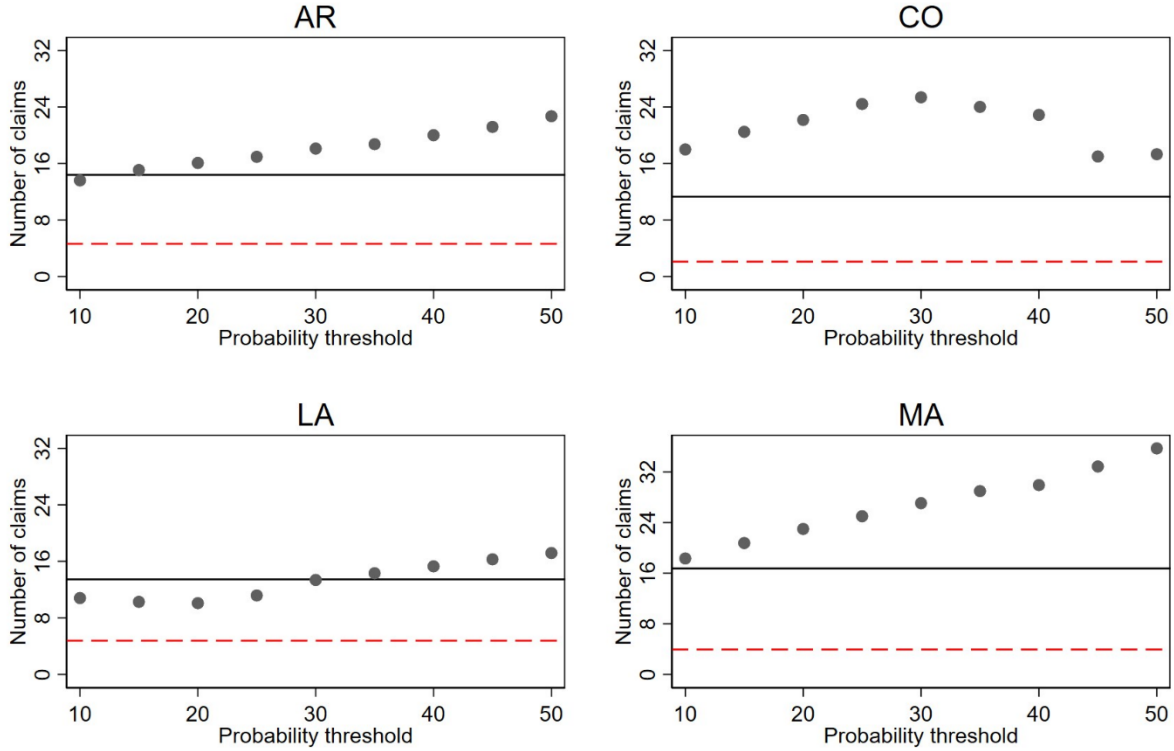 AR
Number of claims
0 8 16 24 32
10 20 30 40 50
Probability threshold
CO
Number of claims
0 8 16 24 32
10 20 30 40 50
Probability threshold
LA
Number of claims
0 8 16 24 32
10 20 30 40 50
Probability threshold
MA
Number of claims
0 8 16 24 32
10 20 30 40 50
Probability threshold